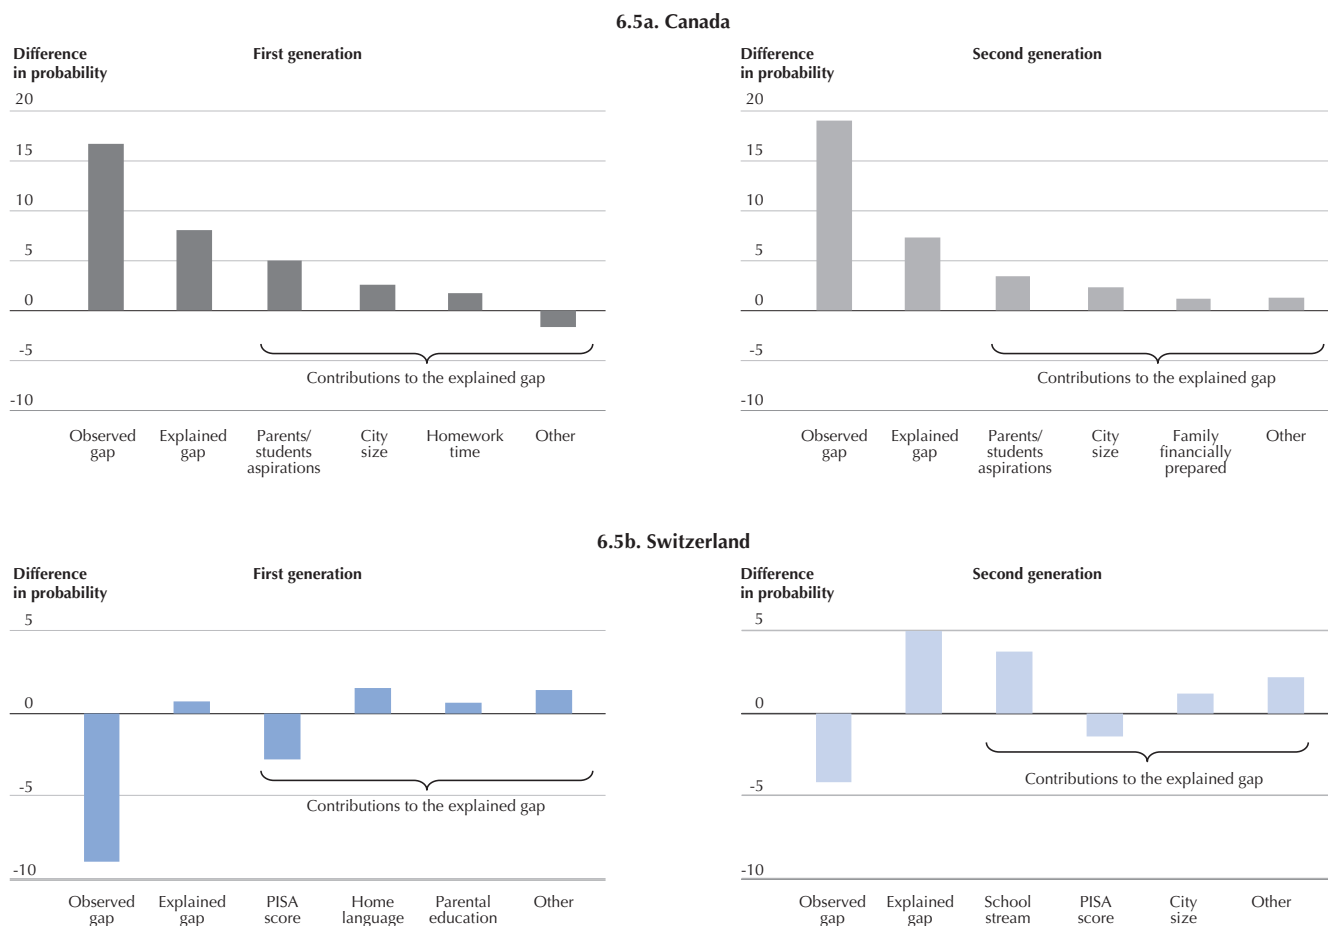 6.5a. Canada
Difference
in probability
First generation
20
15
10
5
0
-5
-10
Contributions to the explained gap
Observed
gap
Explained
gap
Parents/
students
aspirations
City
size
Homework
time
Other
Difference
in probability
Second generation
20
15
10
5
0
-5
-10
Contributions to the explained gap
Observed
gap
Explained
gap
Parents/
students
aspirations
City
size
Family
financially
prepared
Other
6.5b. Switzerland
Difference
in probability
First generation
5
0
-5
-10
Contributions to the explained gap
Observed
gap
Explained
gap
PISA
score
Home
language
Parental
education
Other
Difference
in probability
Second generation
5
0
-5
-10
Contributions to the explained gap
Observed
gap
Explained
gap
School
stream
PISA
score
City
size
Other